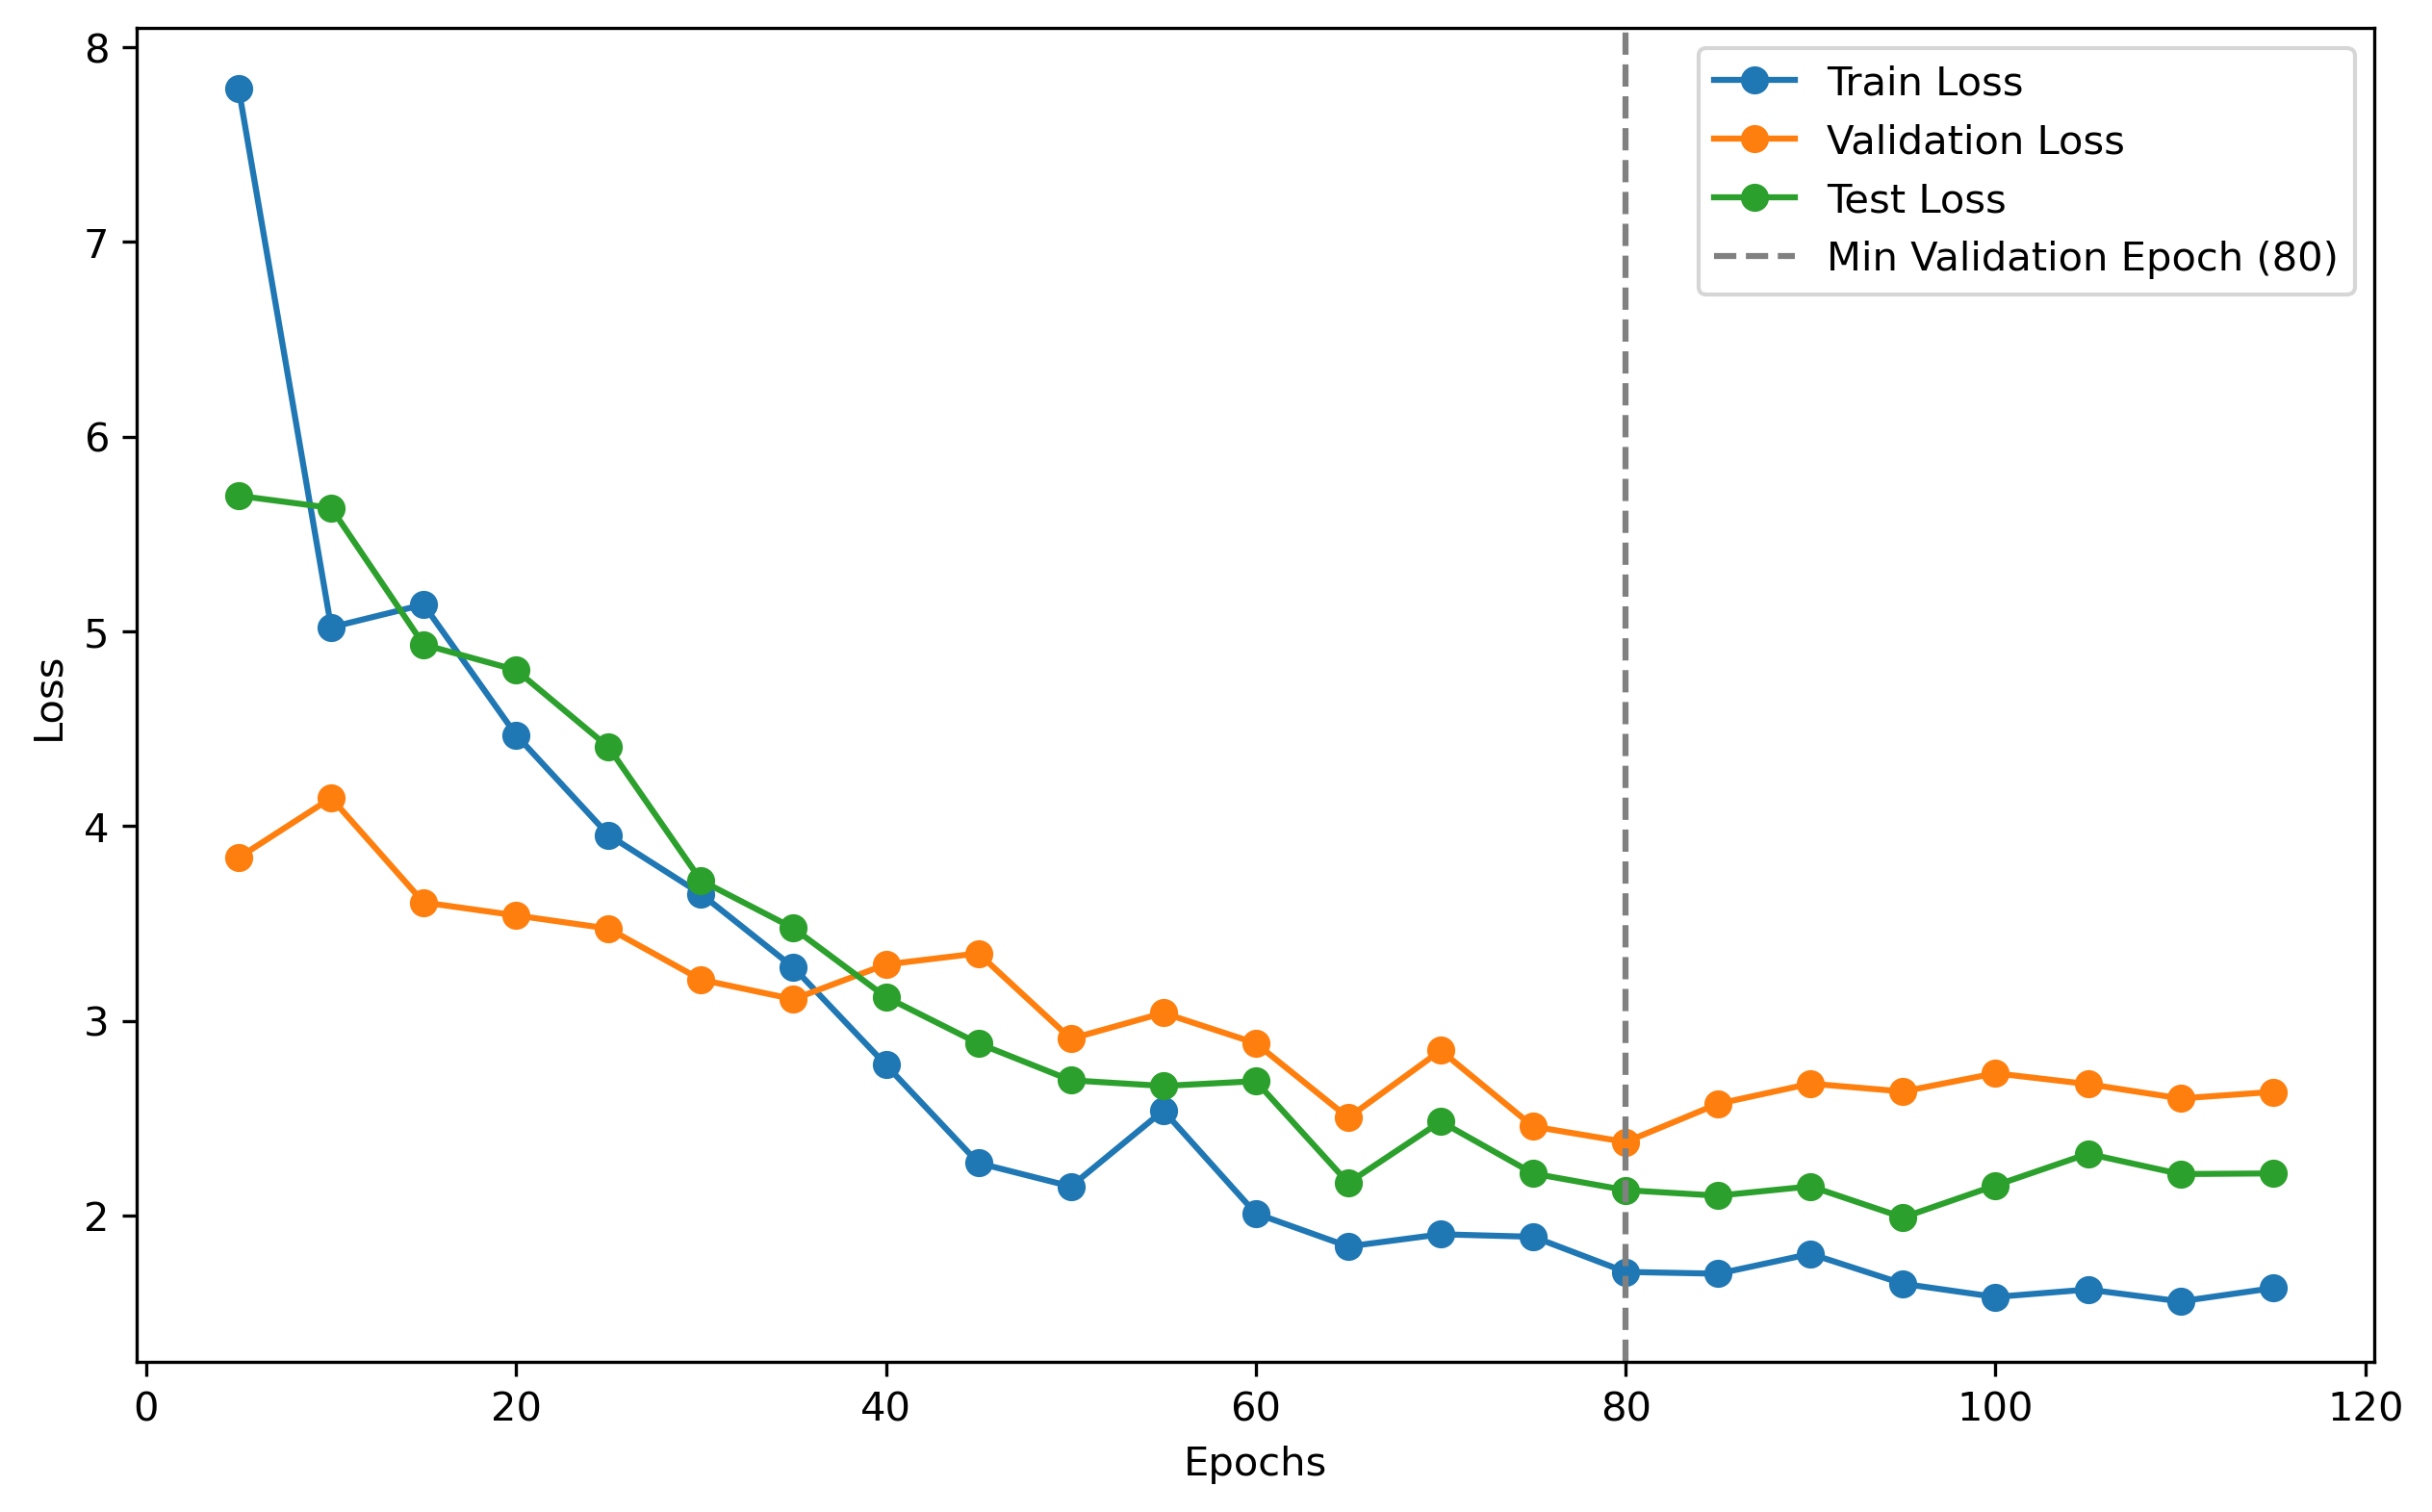 8
7
6
5
4
3
2
Loss
0 20 40 60 80 100 120
Epochs
Train Loss
Validation Loss
Test Loss
Min Validation Epoch (80)